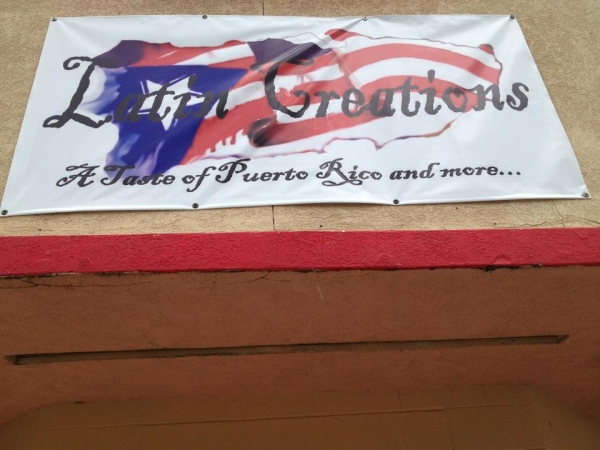 Latin Creations
A Taste of Puerto Rico and more...